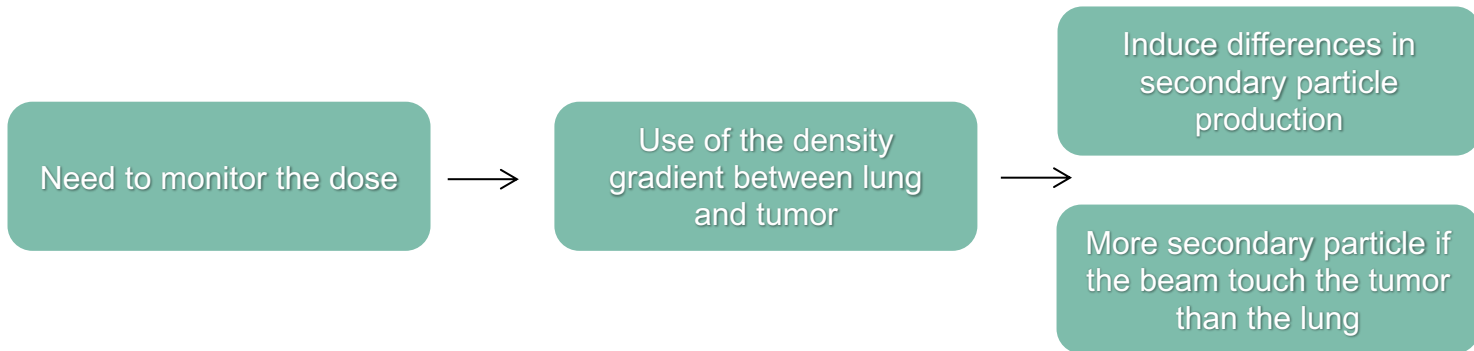 Need to monitor the dose
Use of the density
gradient between lung
and tumor
Induce differences in
secondary particle
production
More secondary particle if
the beam touch the tumor
than the lung